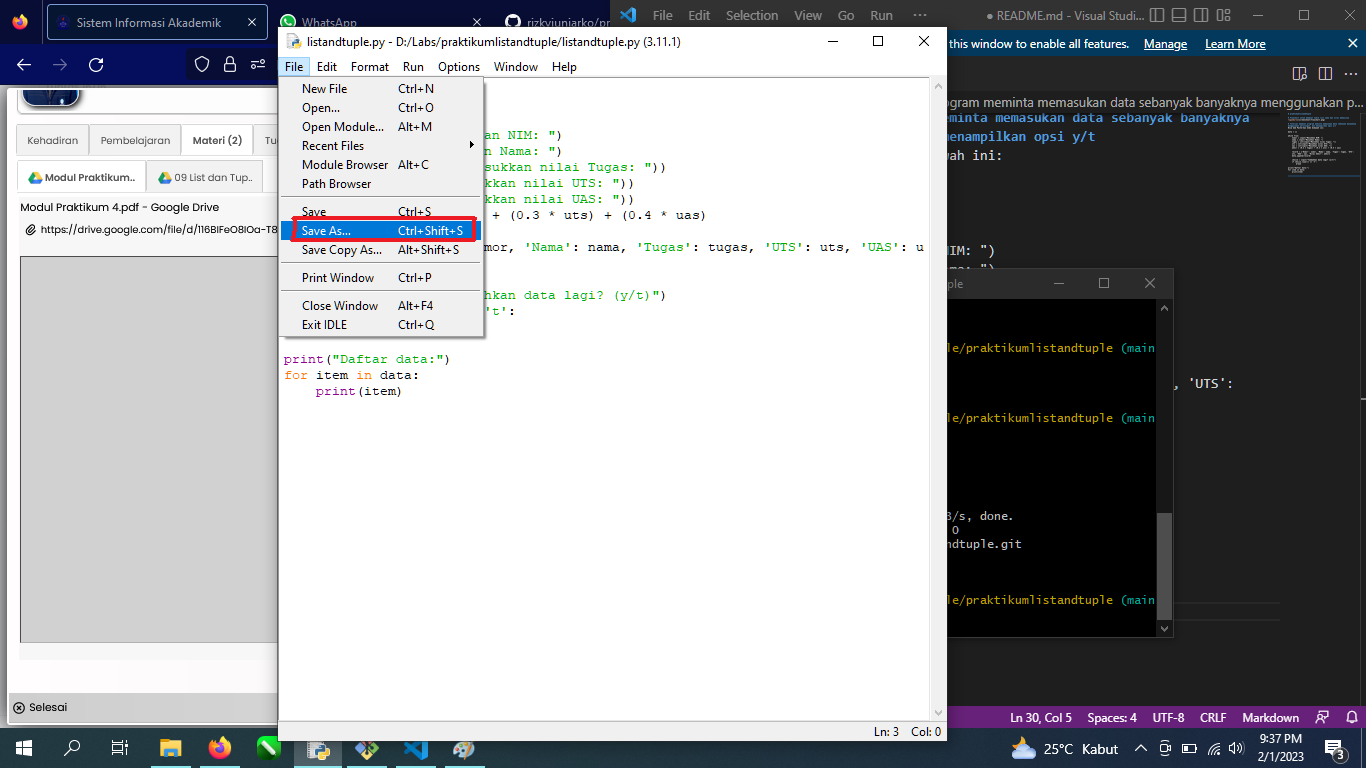 Sistem Informasi Akademik
WhatsApp
rizkyjuniarko/pr
File Edit Selection View Go Run ···
● README.md - Visual Studi...
this window to enable all features. Manage Learn More
listandtuple.py - D:/Labs/praktikumlistandtuple/listandtuple.py (3.11.1)
File Edit Format Run Options Window Help
New File Ctrl+N
Open... Ctrl+O
Open Module... Alt+M
Recent Files
Module Browser Alt+C
Path Browser
Save Ctrl+S
Save As... Ctrl+Shift+S
Save Copy As... Alt+Shift+S
Print Window Ctrl+P
Close Window Alt+F4
Exit IDLE Ctrl+Q
an NIM: ")
n Nama: ")
sukkan nilai Tugas: "))
kkan nilai UTS: "))
kkan nilai UAS: "))
+ (0.3 * uts) + (0.4 * uas)
mor, 'Nama': nama, 'Tugas': tugas, 'UTS': uts, 'UAS': u
hkan data lagi? (y/t)")
't':
print("Daftar data:")
for item in data:
print(item)
Ln: 3 Col: 0
Kehadiran Pembelajaran Materi (2) Tu
Modul Praktikum.. 09 List dan Tup..
Modul Praktikum 4.pdf - Google Drive
https://drive.google.com/file/d/116BIFeO8IOa-T8
Selesai
ogram meminta memasukan data sebanyak banyaknya menggunakan p...
eminta memasukan data sebanyak banyaknya
menampilkan opsi y/t
wah ini:
NIM: ")
ma: ")
ple
le/praktikumlistandtuple (main
, 'UTS':
le/praktikumlistandtuple (main
B/s, done.
0
ndtuple.git
le/praktikumlistandtuple (main
Ln 30, Col 5 Spaces: 4 UTF-8 CRLF Markdown
25°C Kabut
9:37 PM
2/1/2023
3